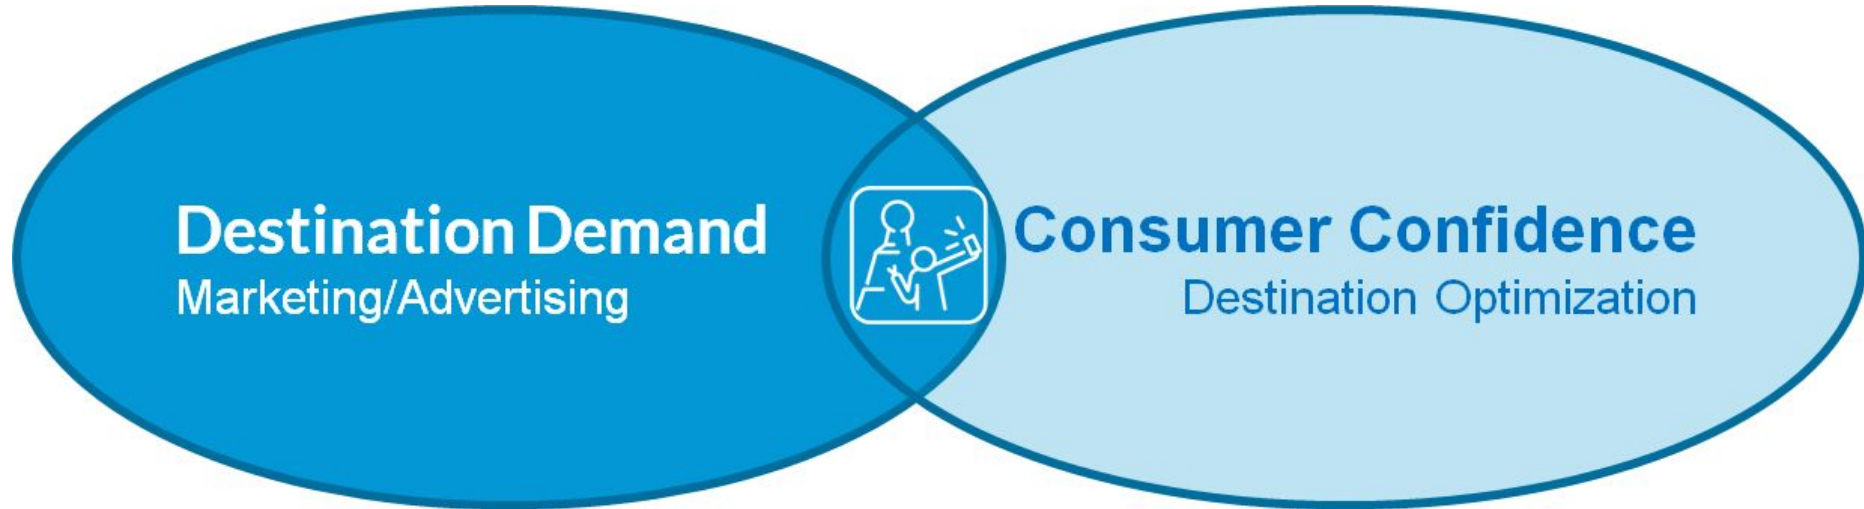 Destination Demand
Marketing/Advertising
Consumer Confidence
Destination Optimization